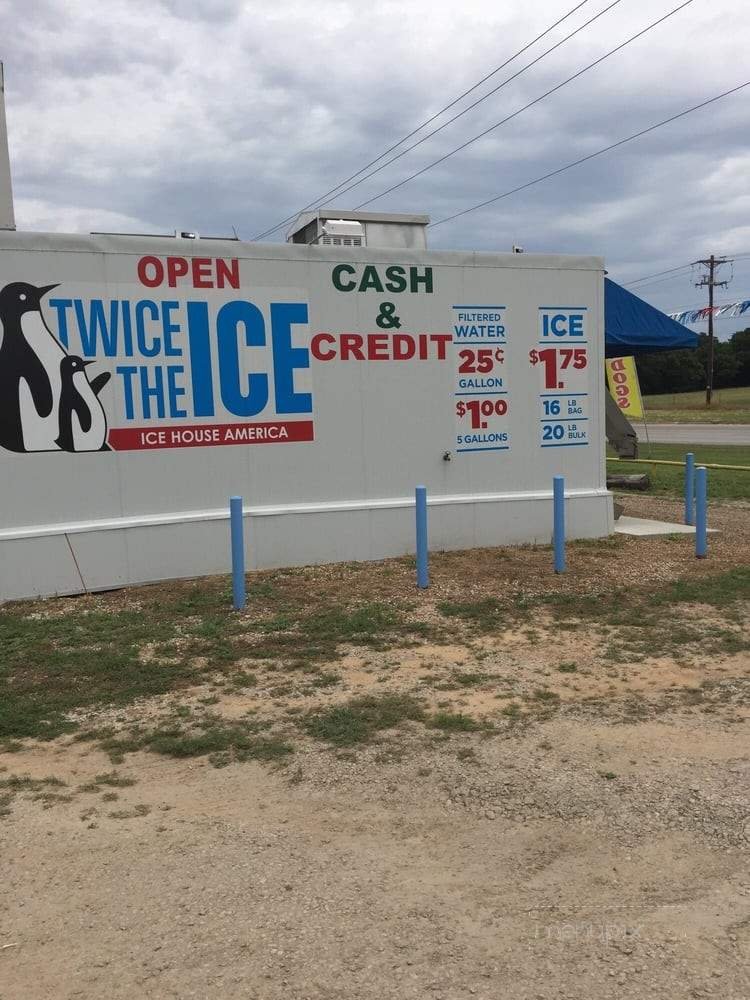 OPEN
TWICE
THE ICE
ICE HOUSE AMERICA
CASH
&
CREDIT
FILTERED
WATER
25¢
GALLON
$1.00
5 GALLONS
ICE
$1.75
16 LB BAG
20 LB BULK
DOGS